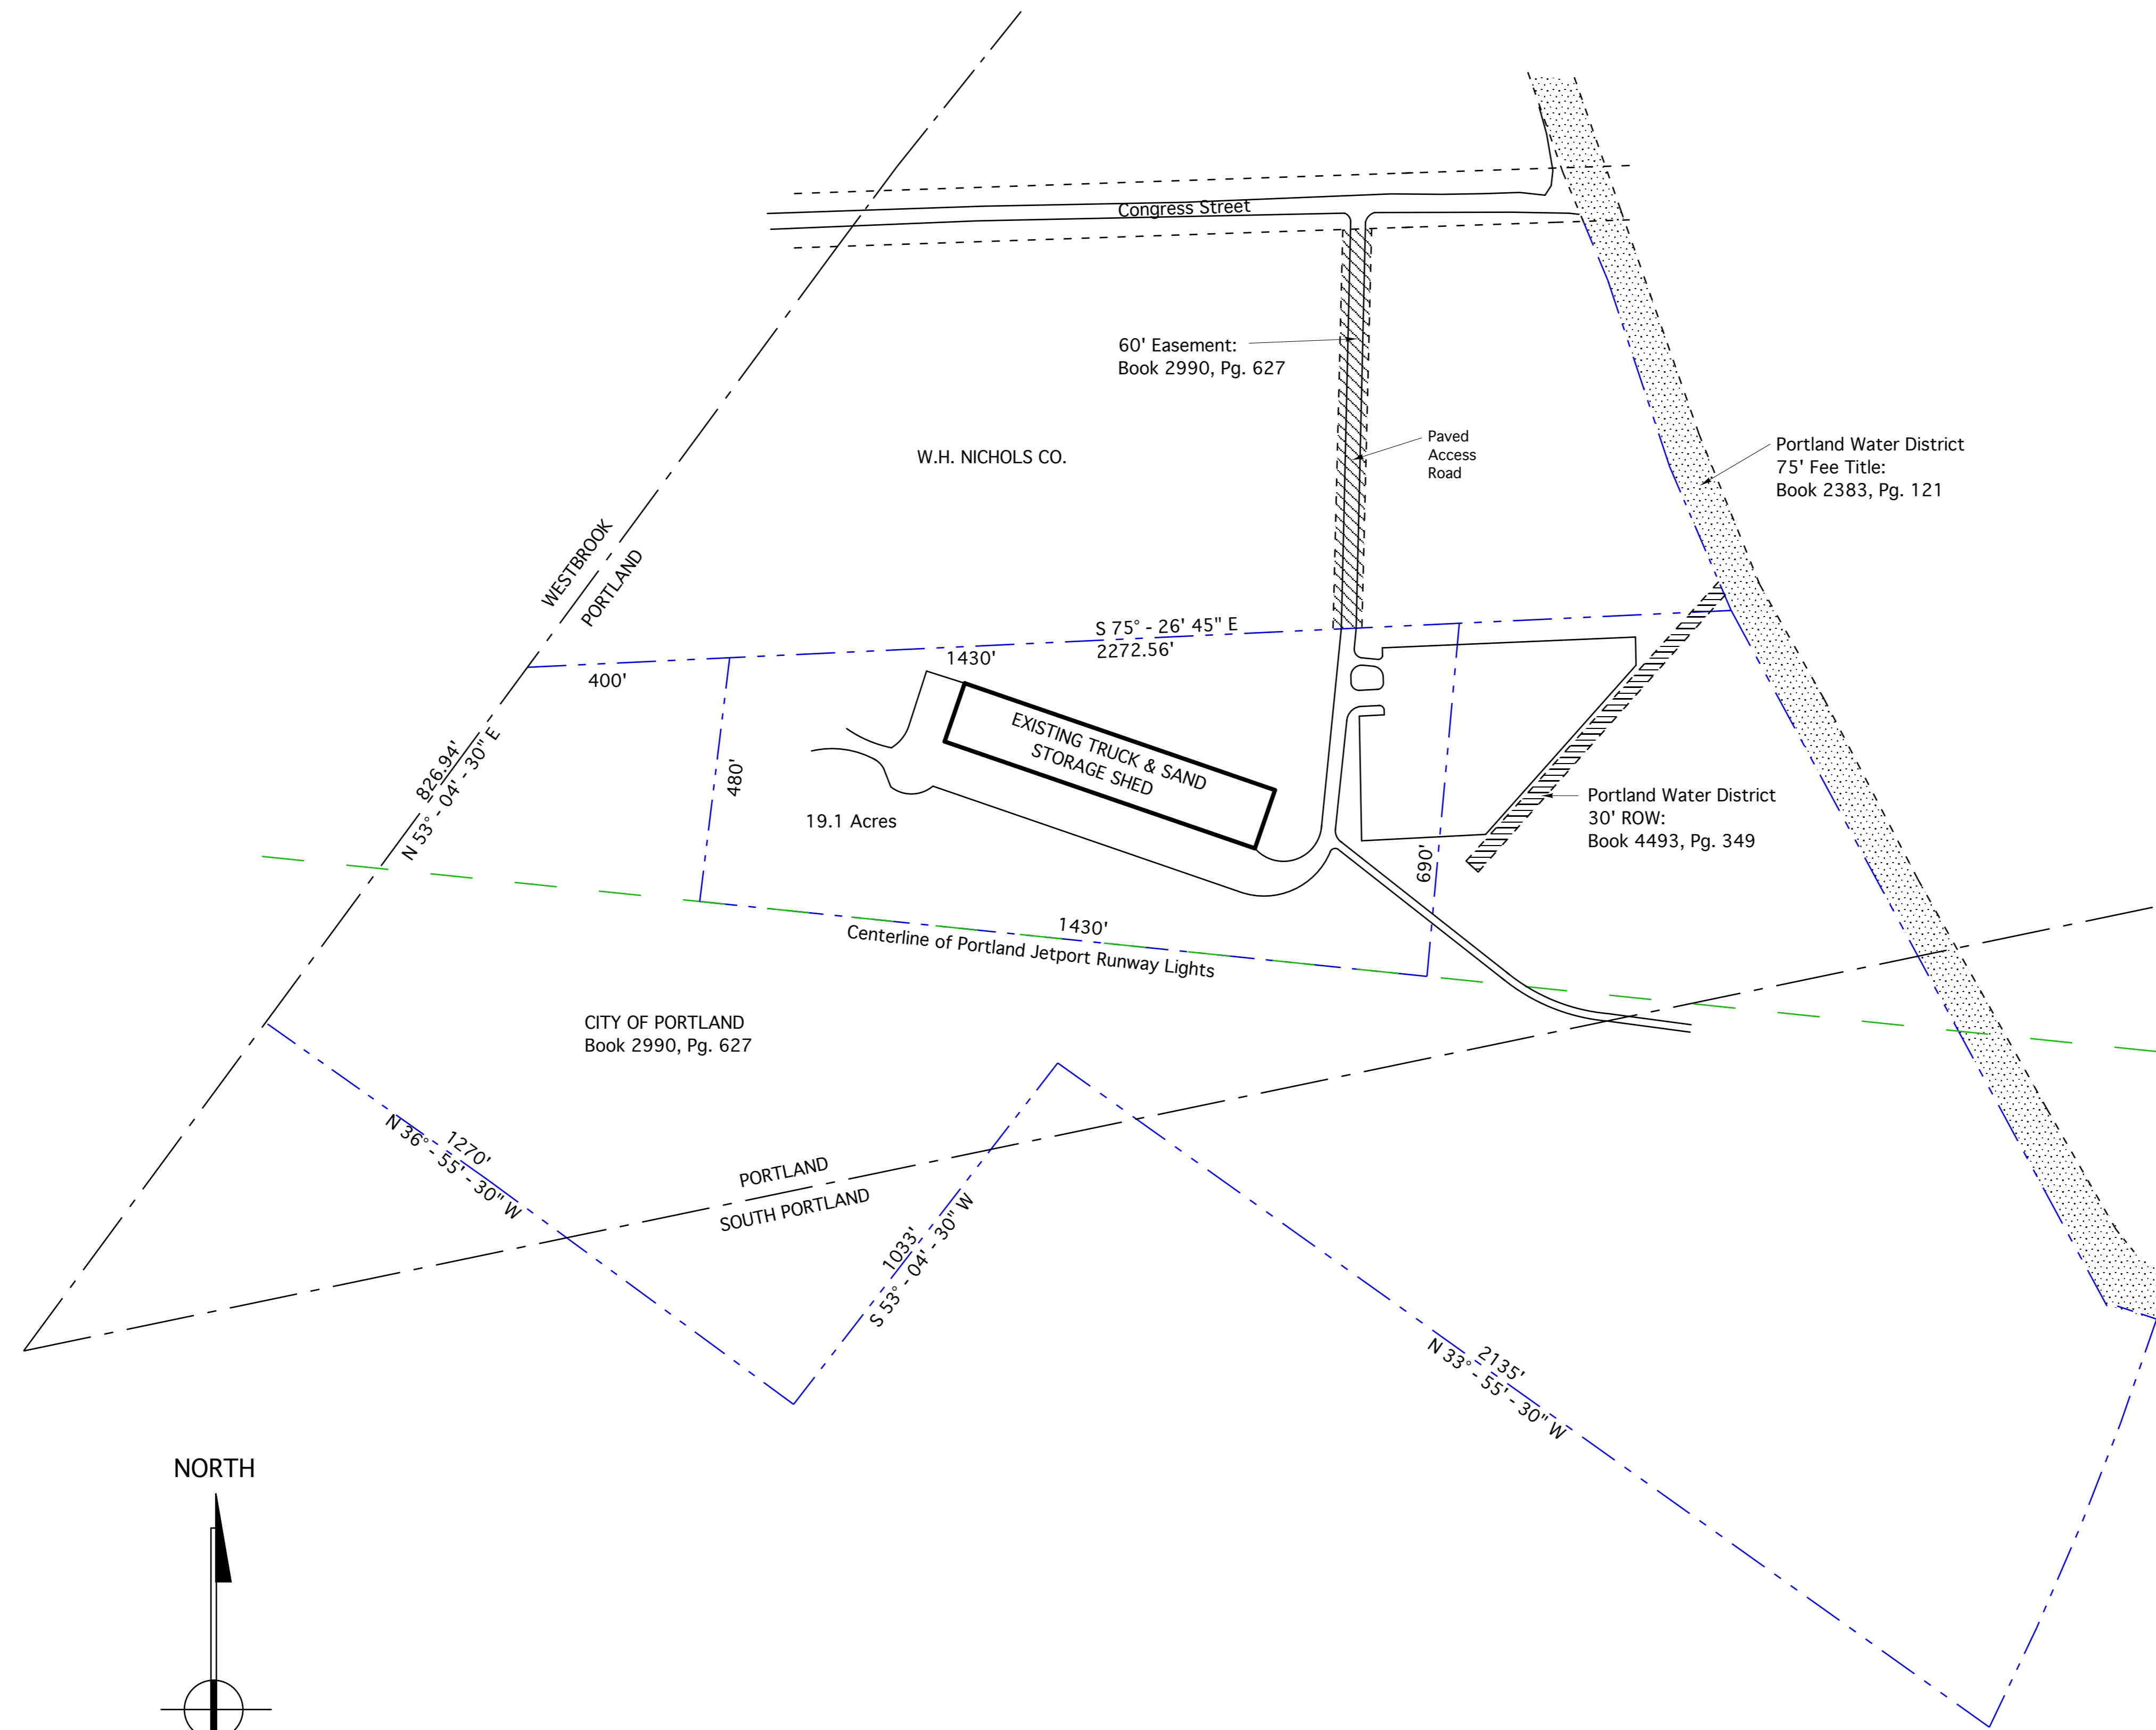 Congress Street
60' Easement:
Book 2990, Pg. 627
Paved
Access
Road
Portland Water District
75' Fee Title:
Book 2383, Pg. 121
W.H. NICHOLS CO.
WESTBROOK
PORTLAND
S 75° - 26' 45" E
2272.56'
1430'
400'
EXISTING TRUCK & SAND
STORAGE SHED
480'
826.94'
N 53° - 04' - 30" E
19.1 Acres
Portland Water District
30' ROW:
Book 4493, Pg. 349
690'
1430'
Centerline of Portland Jetport Runway Lights
CITY OF PORTLAND
Book 2990, Pg. 627
1270'
N 36° - 55' - 30" W
PORTLAND
SOUTH PORTLAND
1033'
S 53° - 04' - 30" W
2135'
N 33° - 55' - 30" W
NORTH